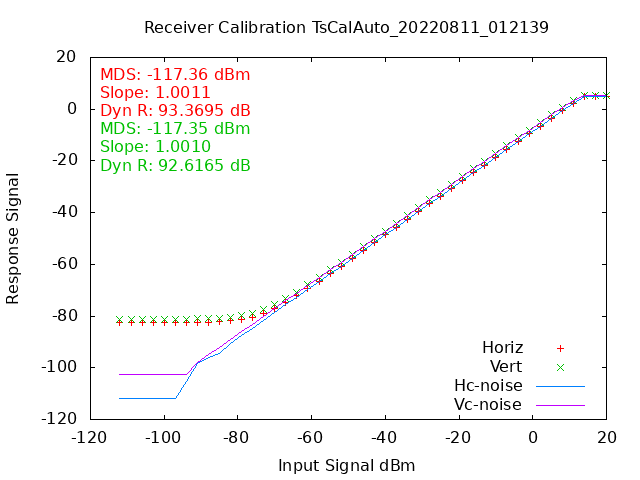 Receiver Calibration TsCalAuto_20220811_012139
MDS: -117.36 dBm
Slope: 1.0011
Dyn R: 93.3695 dB
MDS: -117.35 dBm
Slope: 1.0010
Dyn R: 92.6165 dB
20
0
-20
-40
-60
-80
-100
-120
Response Signal
Horiz
Vert
Hc-noise
Vc-noise
-120 -100 -80 -60 -40 -20 0 20
Input Signal dBm